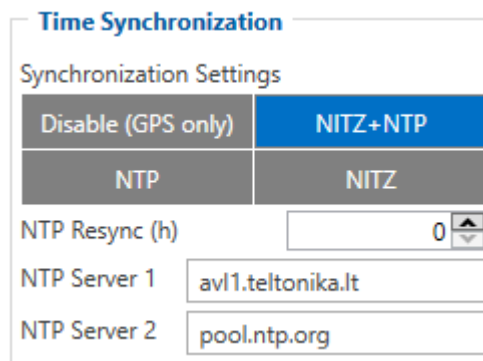 Time Synchronization
Synchronization Settings
Disable (GPS only) NITZ+NTP
NTP NITZ
NTP Resync (h) 0
NTP Server 1 avl1.teltonika.lt
NTP Server 2 pool.ntp.org